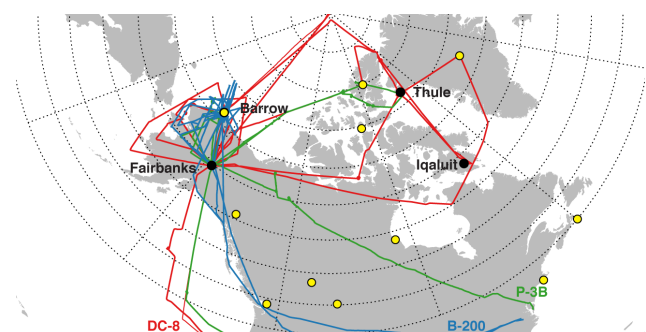 Barrow
Thule
Fairbanks
Iqaluit
P-3B
DC-8
B-200